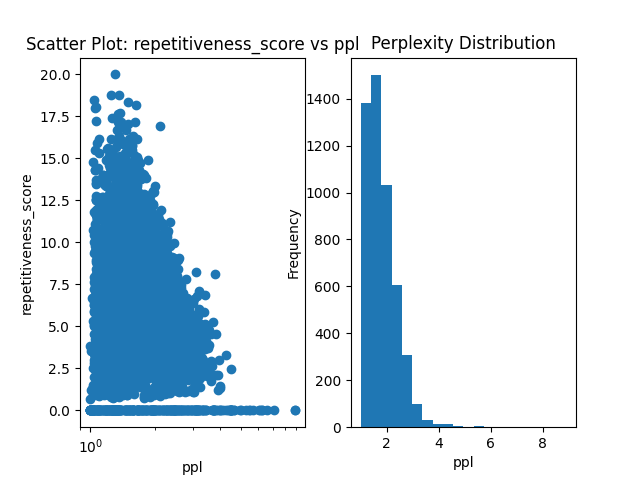 Scatter Plot: repetitiveness_score vs ppl
20.0
17.5
15.0
12.5
10.0
7.5
5.0
2.5
0.0
repetitiveness_score
10⁰
ppl
Perplexity Distribution
1400
1200
1000
800
600
400
200
0
Frequency
2 4 6 8
ppl